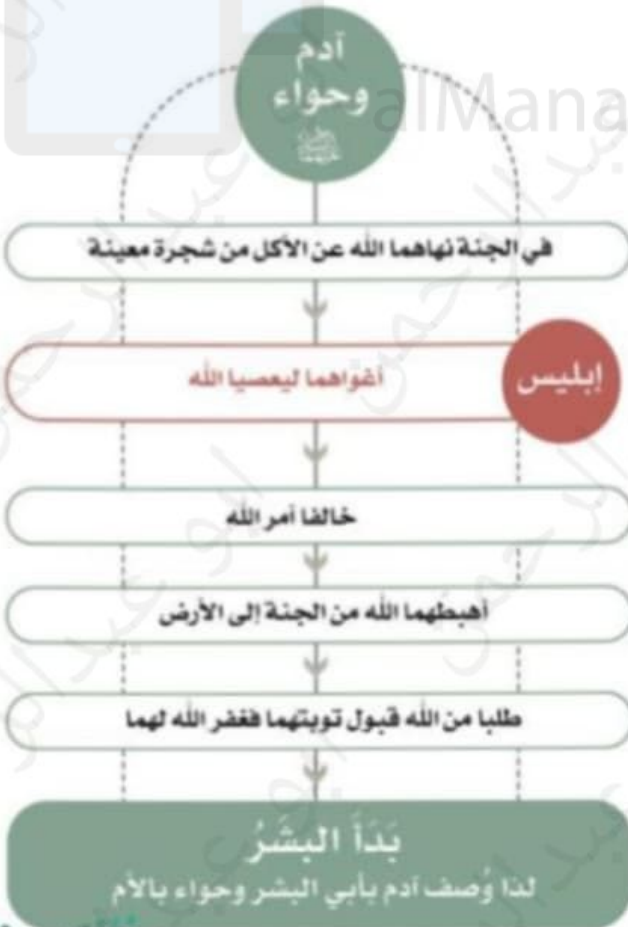 آدم
وحواء
alMana
في الجنة نهاهما الله عن الأكل من شجرة معينة
إبليس
أغواهما ليعصيا الله
خالفا أمر الله
أهبطهما الله من الجنة إلى الأرض
طلبا من الله قبول توبتهما فغفر الله لهما
بَدَأَ البشَرُ
لذا وُصف آدم بأبي البشر وحواء بالأم